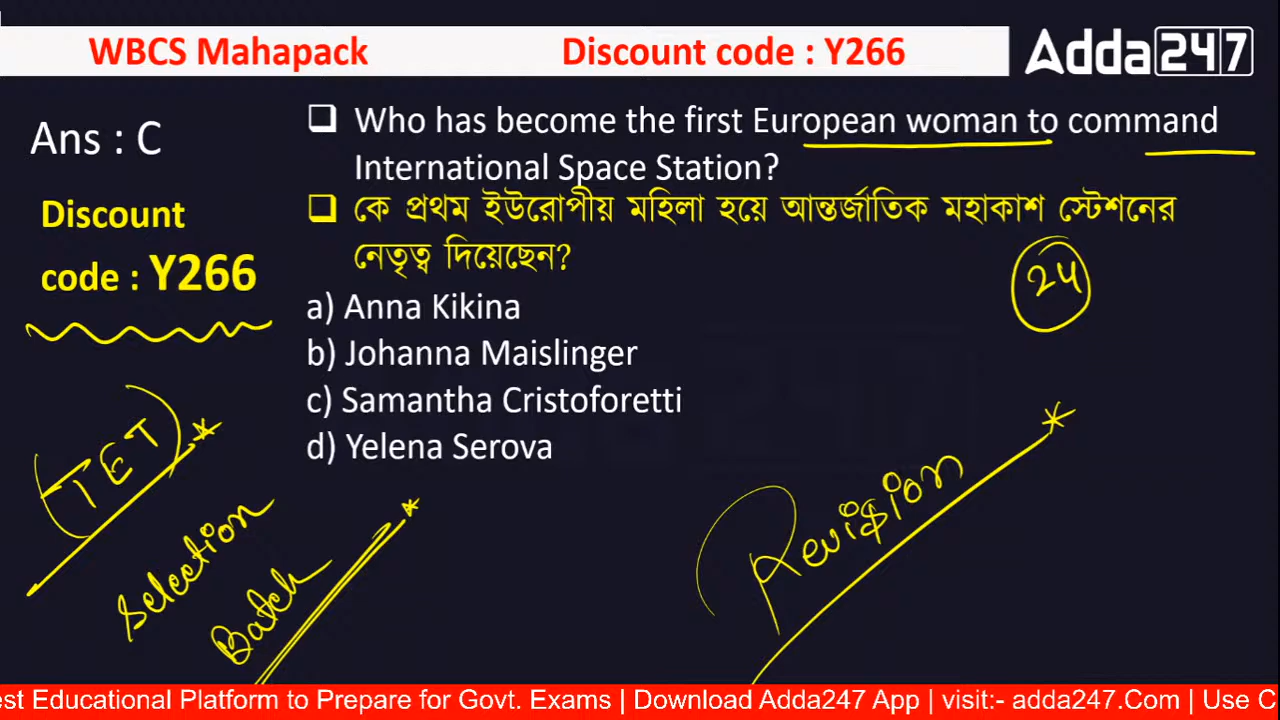 WBCS Mahapack Discount code : Y266 Adda247
Ans : C
Discount
code : Y266
❑ Who has become the first European woman to command
International Space Station?
❑ কে প্রথম ইউরোপীয় মহিলা হয়ে আন্তর্জাতিক মহাকাশ স্টেশনের
নেতৃত্ব দিয়েছেন?
24
a) Anna Kikina
b) Johanna Maislinger
c) Samantha Cristoforetti
d) Yelena Serova
TET
Selection
Batch
Revision
est Educational Platform to Prepare for Govt. Exams | Download Adda247 App | visit:- adda247.Com | Use C